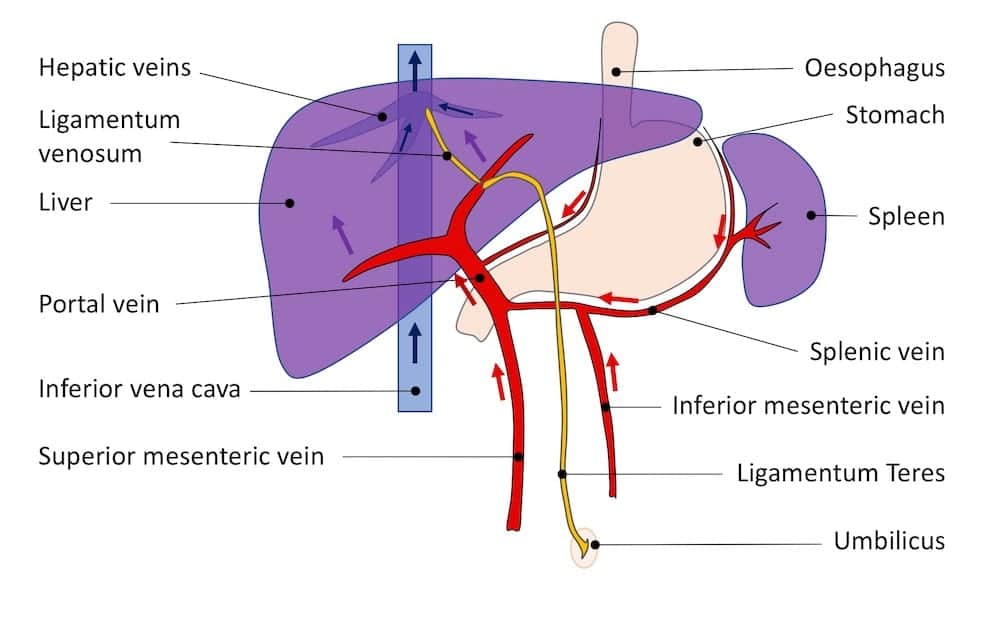 Hepatic veins
Ligamentum
venosum
Liver
Portal vein
Inferior vena cava
Superior mesenteric vein
Oesophagus
Stomach
Spleen
Splenic vein
Inferior mesenteric vein
Ligamentum Teres
Umbilicus